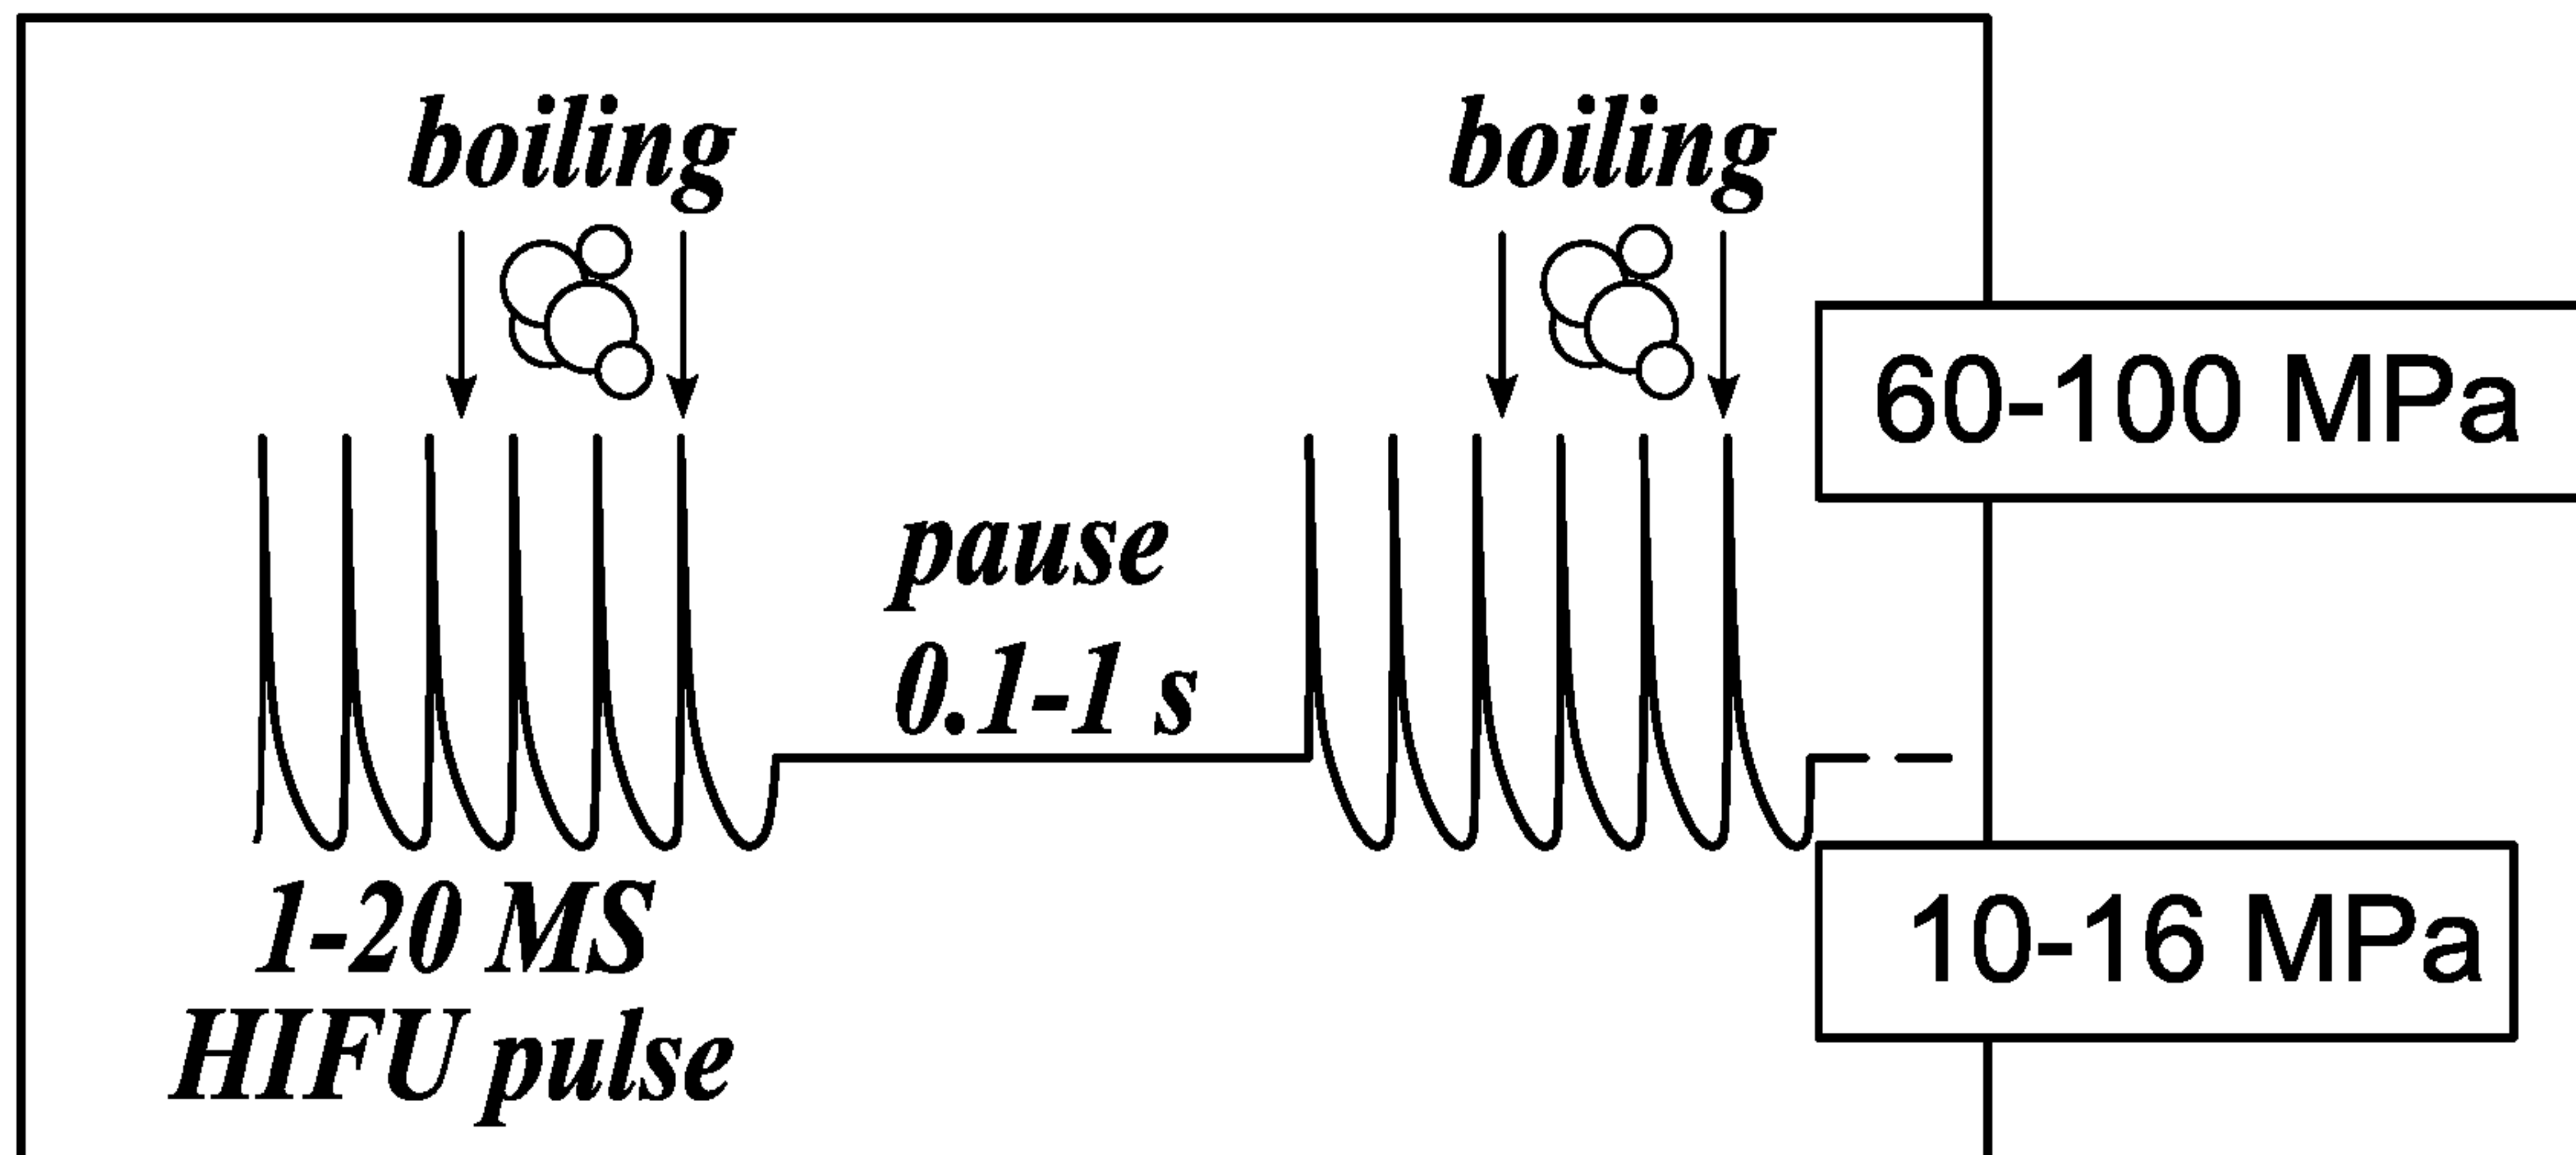 boiling
boiling
60-100 MPa
pause
0.1-1 s
1-20 MS
HIFU pulse
10-16 MPa